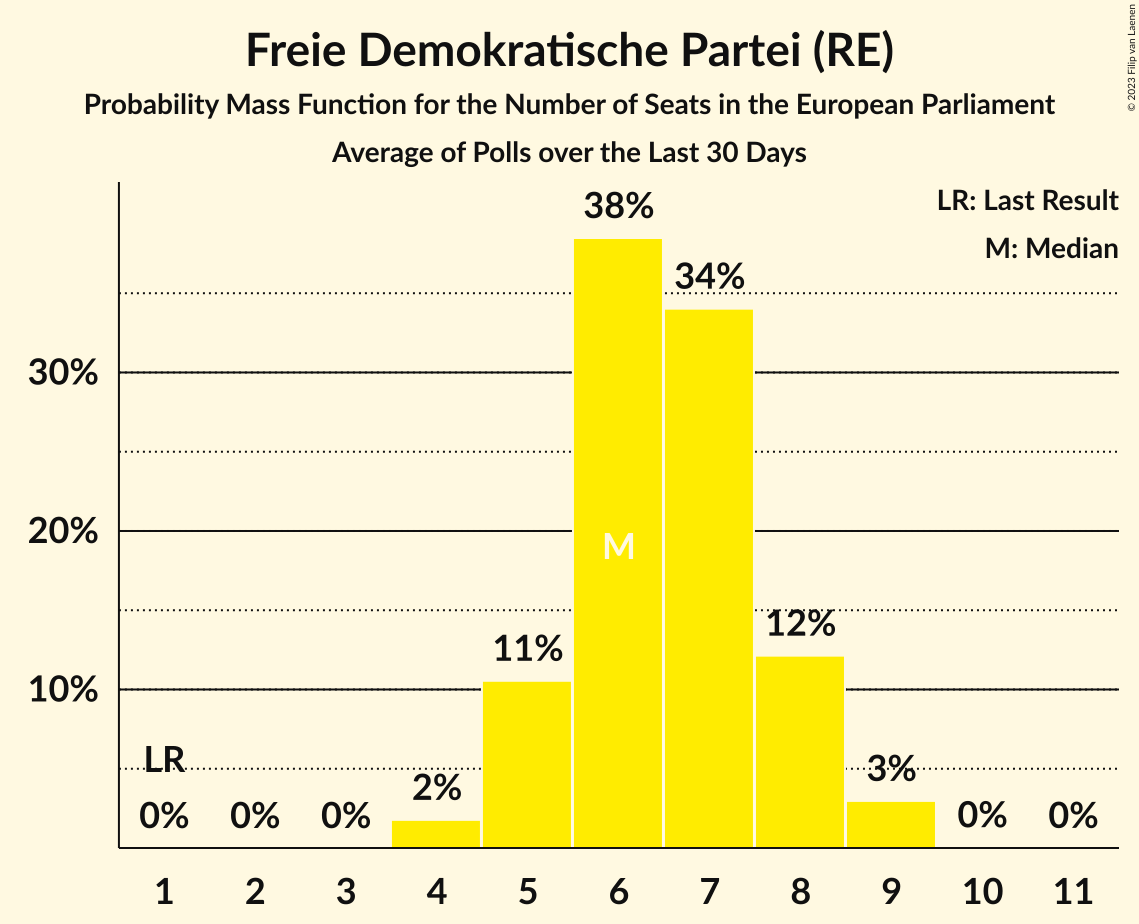 Freie Demokratische Partei (RE)
Probability Mass Function for the Number of Seats in the European Parliament
Average of Polls over the Last 30 Days
© 2023 Filip van Laenen
LR: Last Result
M: Median
38%
34%
30%
20%
M
12%
11%
10%
LR
3%
2%
0% 0% 0% 0% 0%
1 2 3 4 5 6 7 8 9 10 11